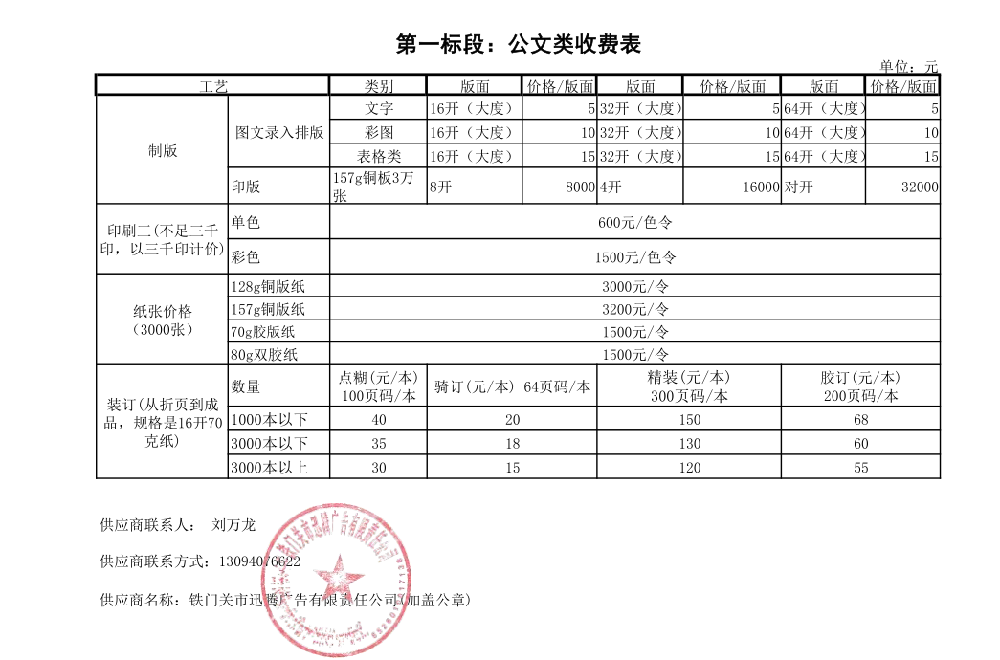 第一标段：公文类收费表
单位：元
工艺 类别 版面 价格/版面 版面 价格/版面 版面 价格/版面
制版 图文录入排版 文字 16开（大度） 5 32开（大度） 5 64开（大度） 5
彩图 16开（大度） 10 32开（大度） 10 64开（大度） 10
表格类 16开（大度） 15 32开（大度） 15 64开（大度） 15
印版 157g铜板3万张 8开 8000 4开 16000 对开 32000
印刷工(不足三千印，以三千印计价) 单色 600元/色令
彩色 1500元/色令
纸张价格（3000张） 128g铜版纸 3000元/令
157g铜版纸 3200元/令
70g胶版纸 1500元/令
80g双胶纸 1500元/令
装订(从折页到成品，规格是16开70克纸) 数量 点糊(元/本) 100页码/本 骑订(元/本) 64页码/本 精装(元/本) 300页码/本 胶订(元/本) 200页码/本
1000本以下 40 20 150 68
3000本以下 35 18 130 60
3000本以上 30 15 120 55
供应商联系人： 刘万龙
供应商联系方式：13094076622
供应商名称：铁门关市迅腾广告有限责任公司(加盖公章)
铁门关市迅腾广告有限责任公司